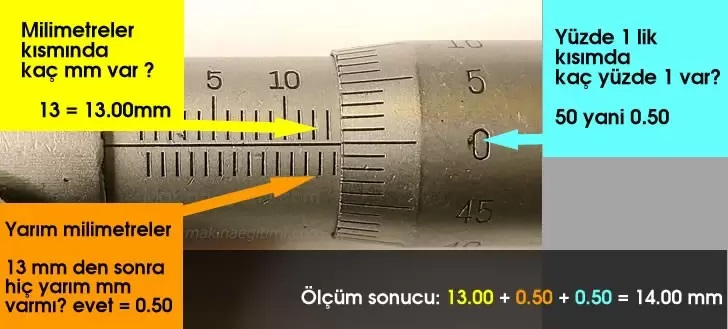 Milimetreler
kısmında
kaç mm var ?
13 = 13.00mm
Yüzde 1 lik
kısımda
kaç yüzde 1 var?
50 yani 0.50
5 10
10
5
0
45
Yarım milimetreler
13 mm den sonra
hiç yarım mm
varmı? evet = 0.50
Ölçüm sonucu: 13.00 + 0.50 + 0.50 = 14.00 mm